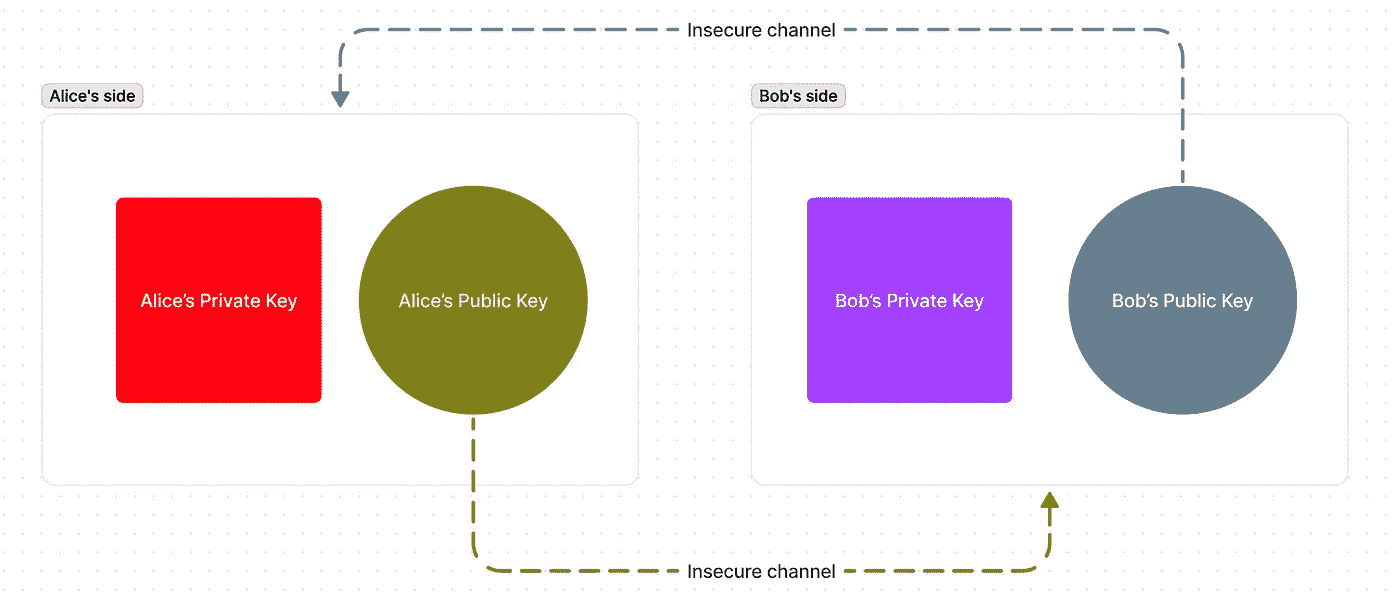 Insecure channel
Alice's side
Bob's side
Alice’s Private Key
Alice’s Public Key
Bob’s Private Key
Bob’s Public Key
Insecure channel